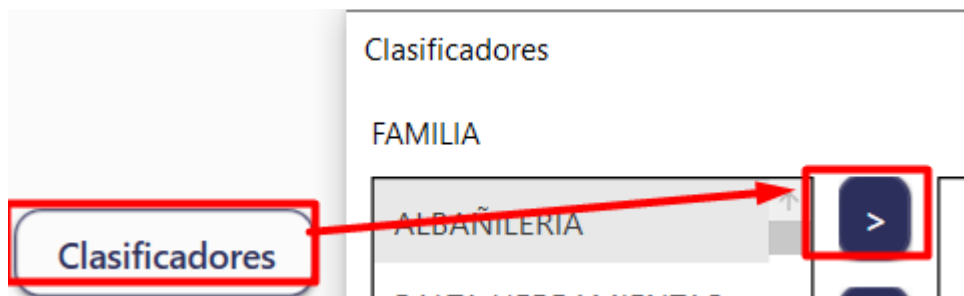 Clasificadores
FAMILIA
ALBAÑILERIA
>
Clasificadores